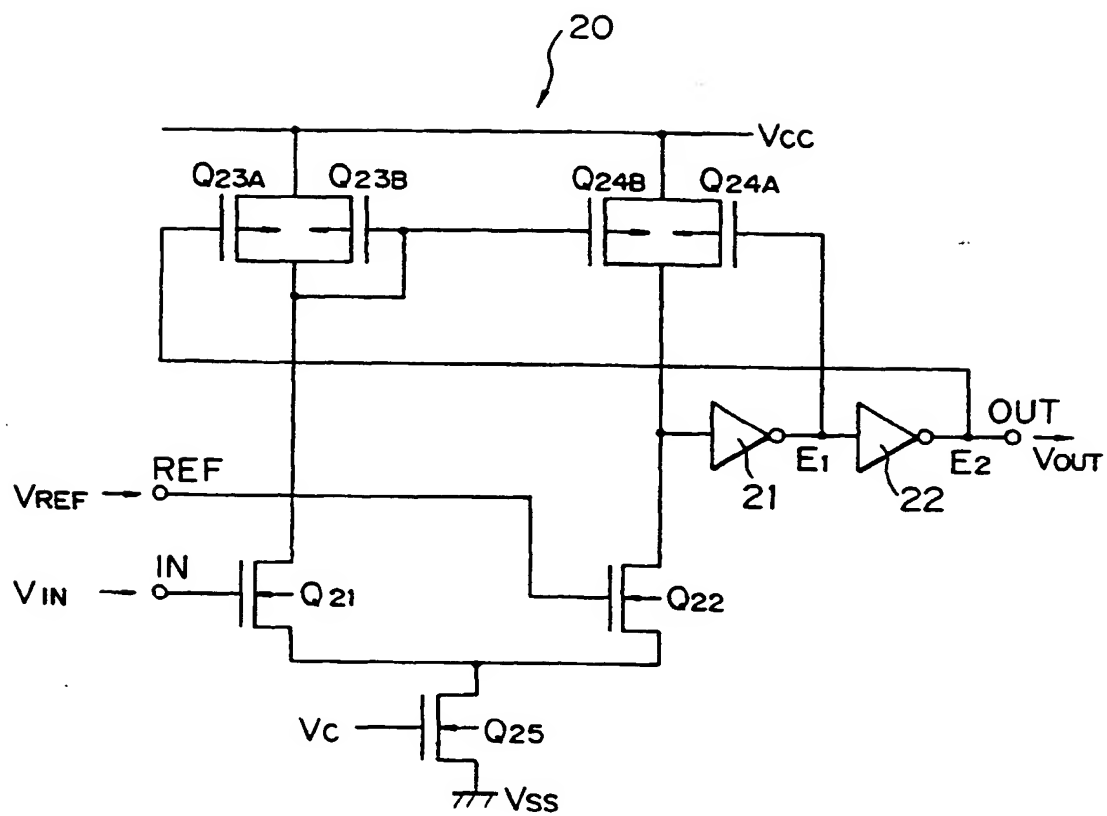 20
VCC
Q23A Q23B Q24B Q24A
OUT
E1 E2 VOUT
21 22
REF
VREF
IN
VIN Q21 Q22
VC Q25
VSS